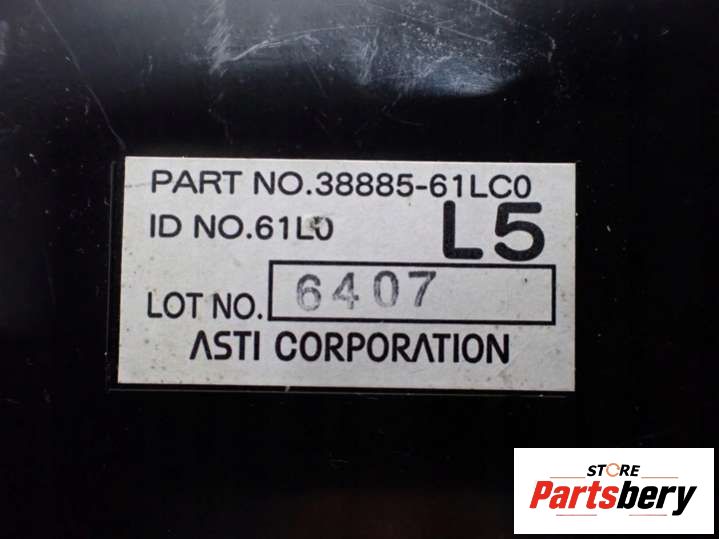 PART NO.38885-61LC0
ID NO.61L0
L5
LOT NO. 6407
ASTI CORPORATION
STORE
Partsbery